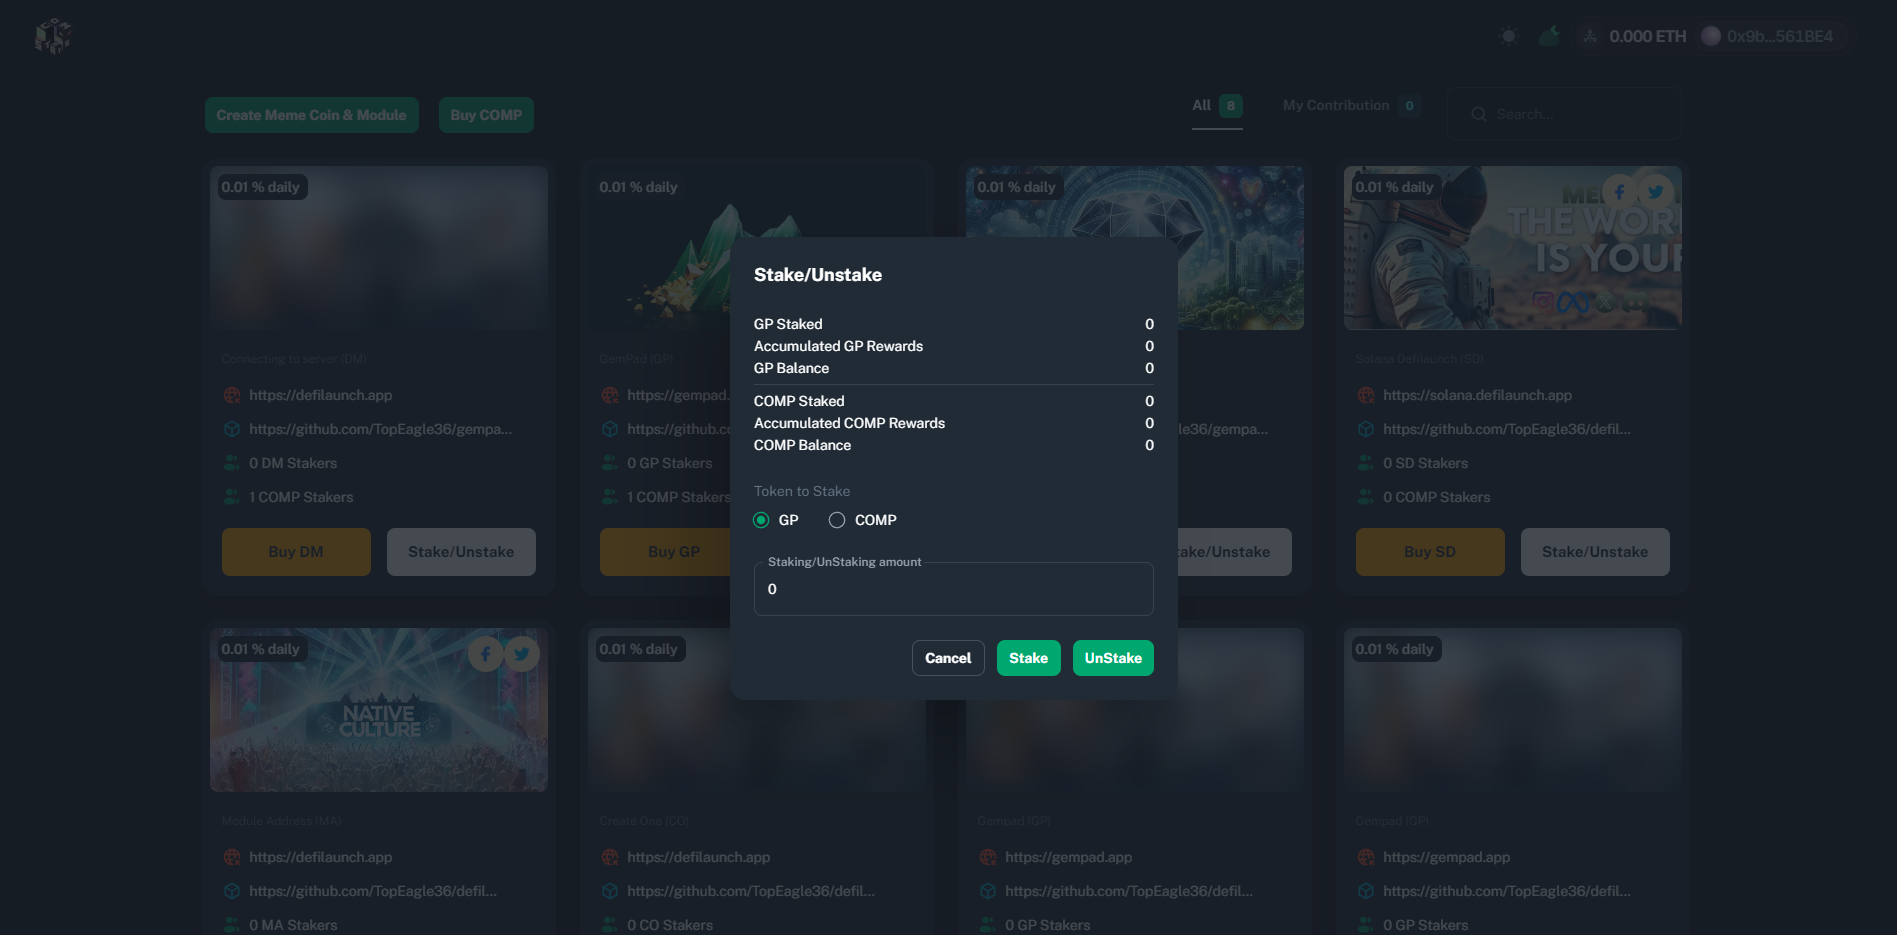 0.000 ETH
0x9b...561BE4
Create Meme Coin & Module
Buy COMP
All 8
My Contribution 0
Search...
0.01 % daily
0.01 % daily
0.01 % daily
0.01 % daily
THE WOR
IS YOUR
Stake/Unstake
GP Staked 0
Accumulated GP Rewards 0
GP Balance 0
COMP Staked 0
Accumulated COMP Rewards 0
COMP Balance 0
Token to Stake
GP
COMP
Staking/UnStaking amount
0
Cancel
Stake
UnStake
Connecting to server (DM)
https://defilaunch.app
https://github.com/TopEagle36/gempa...
0 DM Stakers
1 COMP Stakers
Buy DM
Stake/Unstake
GemPad (GP)
https://gempad.
https://github.c
0 GP Stakers
1 COMP Stakers
Buy GP
le36/gempa...
take/Unstake
Solana Defilaunch (SD)
https://solana.defilaunch.app
https://github.com/TopEagle36/defil...
0 SD Stakers
0 COMP Stakers
Buy SD
Stake/Unstake
0.01 % daily
0.01 % daily
0.01 % daily
NATIVE
CULTURE
Module Address (MA)
https://defilaunch.app
https://github.com/TopEagle36/defil...
0 MA Stakers
Create One (CO)
https://defilaunch.app
https://github.com/TopEagle36/defil...
0 CO Stakers
Gempad (GP)
https://gempad.app
https://github.com/TopEagle36/defil...
0 GP Stakers
Gempad (GP)
https://gempad.app
https://github.com/TopEagle36/defil...
0 GP Stakers